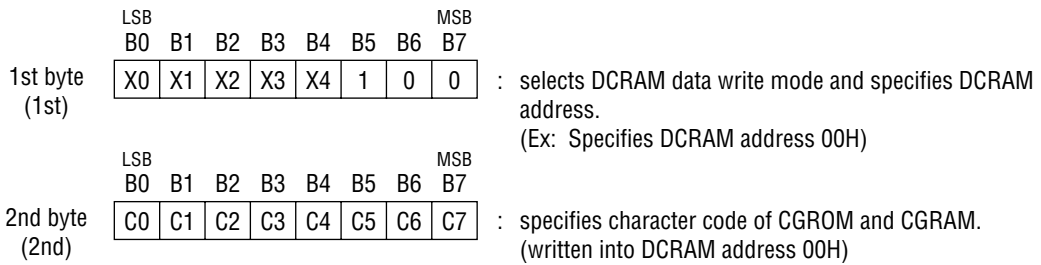 LSB MSB
B0 B1 B2 B3 B4 B5 B6 B7
1st byte X0 X1 X2 X3 X4 1 0 0 : selects DCRAM data write mode and specifies DCRAM
(1st) address.
(Ex: Specifies DCRAM address 00H)
LSB MSB
B0 B1 B2 B3 B4 B5 B6 B7
2nd byte C0 C1 C2 C3 C4 C5 C6 C7 : specifies character code of CGROM and CGRAM.
(2nd) (written into DCRAM address 00H)